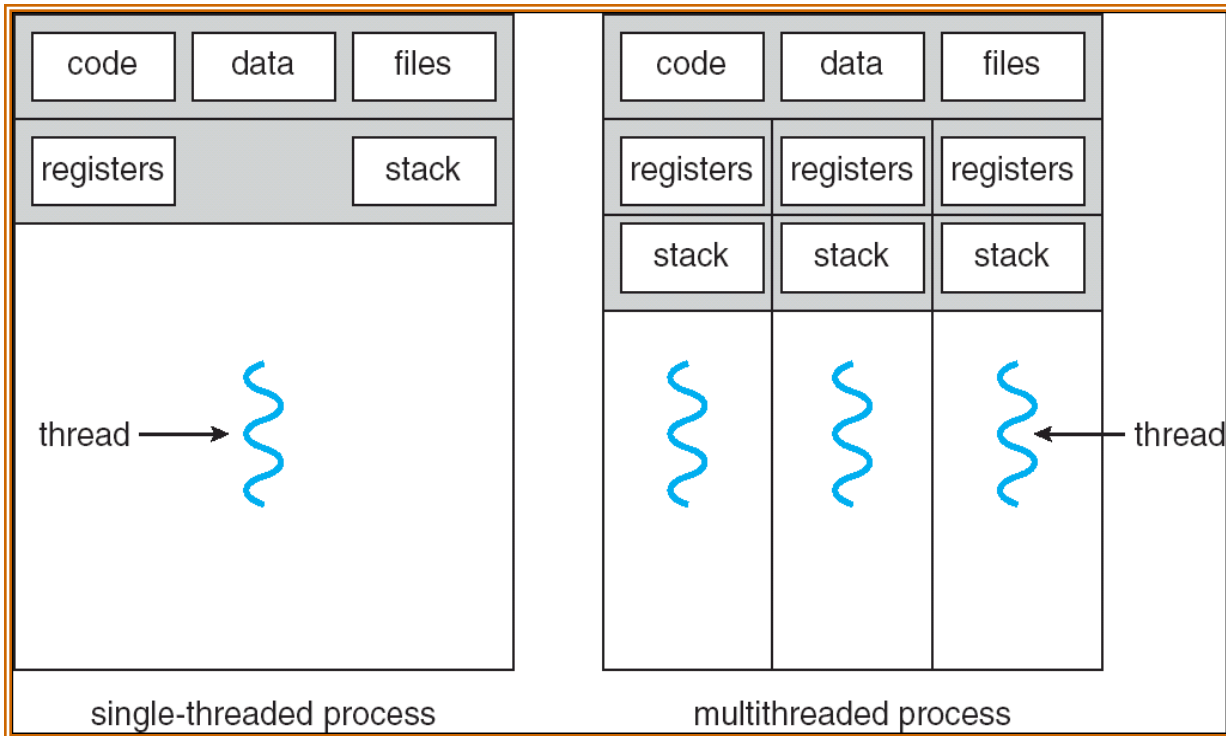 code data files
registers stack
thread
single-threaded process
code data files
registers registers registers
stack stack stack
thread
multithreaded process